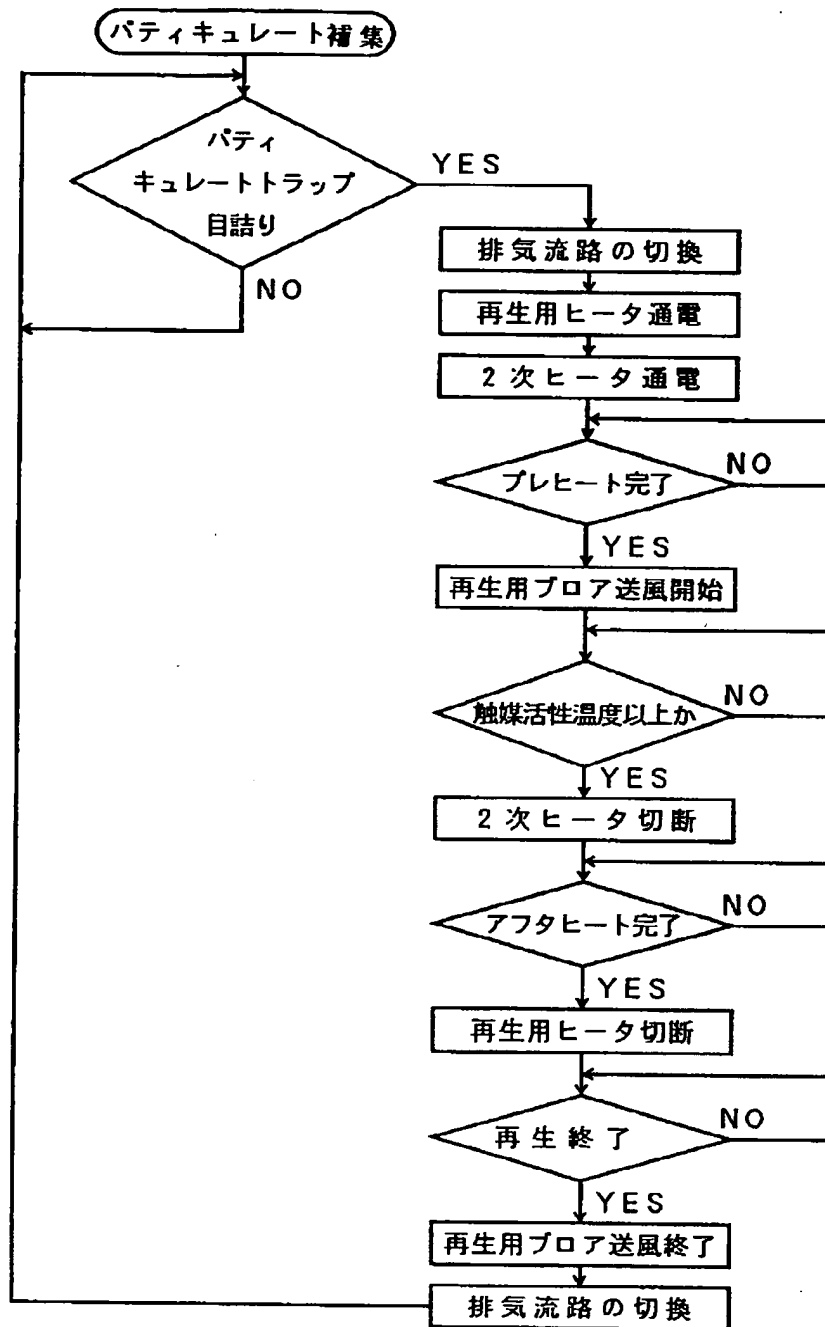 パティキュレート補集
パティ
キュレートトラップ
目詰り
YES
NO
排気流路の切換
再生用ヒータ通電
2次ヒータ通電
プレヒート完了
NO
YES
再生用ブロア送風開始
触媒活性温度以上か
NO
YES
2次ヒータ切断
アフタヒート完了
NO
YES
再生用ヒータ切断
再生終了
NO
YES
再生用ブロア送風終了
排気流路の切換